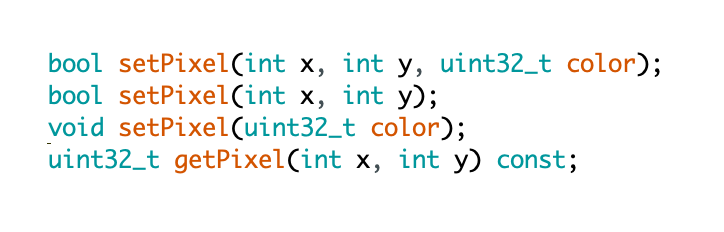 bool setPixel(int x, int y, uint32_t color);
bool setPixel(int x, int y);
void setPixel(uint32_t color);
uint32_t getPixel(int x, int y) const;